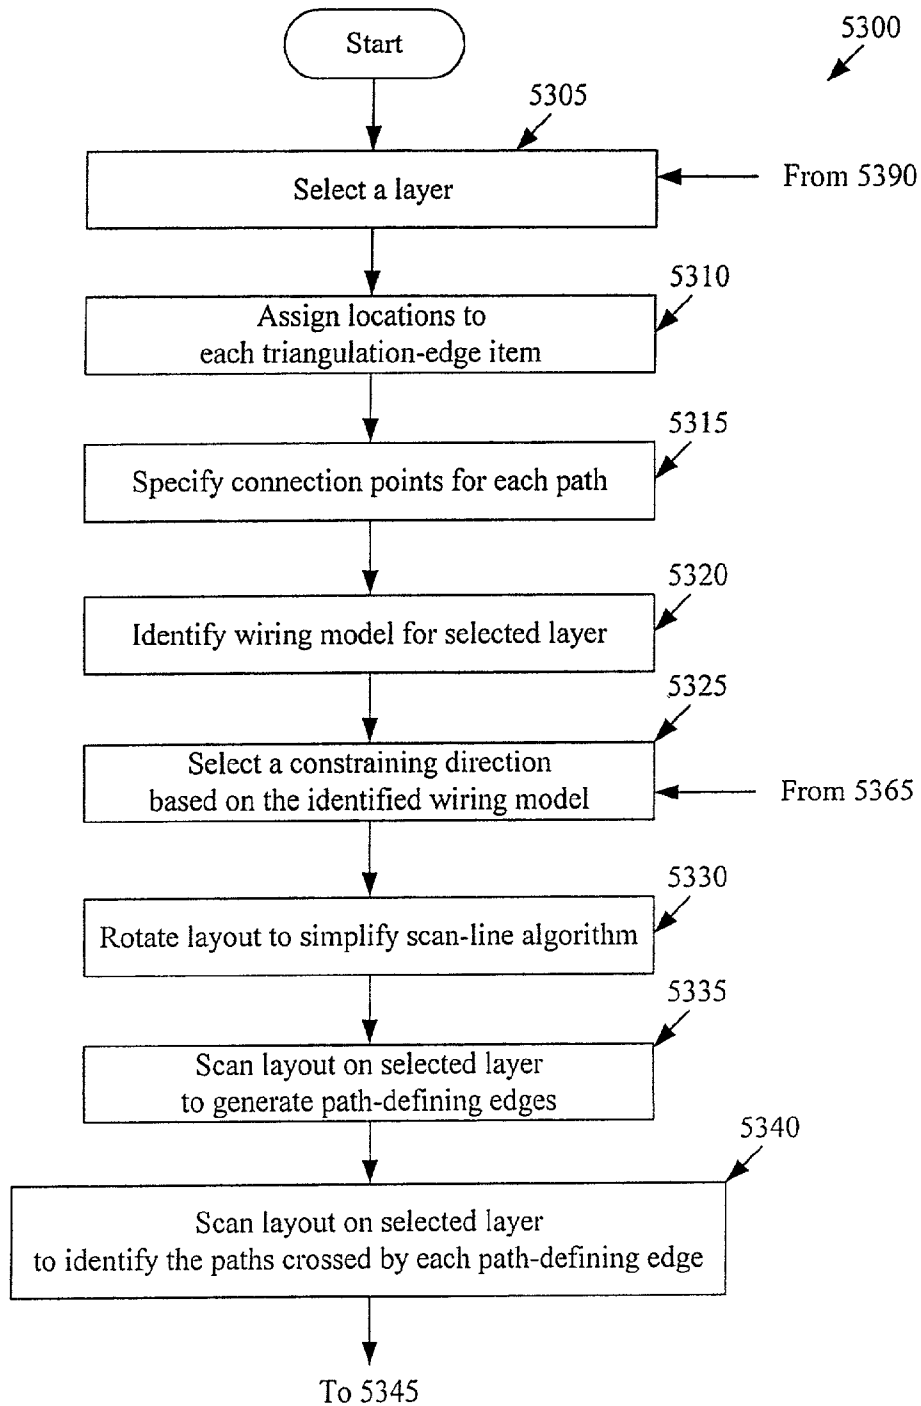 Start
5300
5305
Select a layer
From 5390
5310
Assign locations to
each triangulation-edge item
5315
Specify connection points for each path
5320
Identify wiring model for selected layer
5325
Select a constraining direction
based on the identified wiring model
From 5365
5330
Rotate layout to simplify scan-line algorithm
5335
Scan layout on selected layer
to generate path-defining edges
5340
Scan layout on selected layer
to identify the paths crossed by each path-defining edge
To 5345